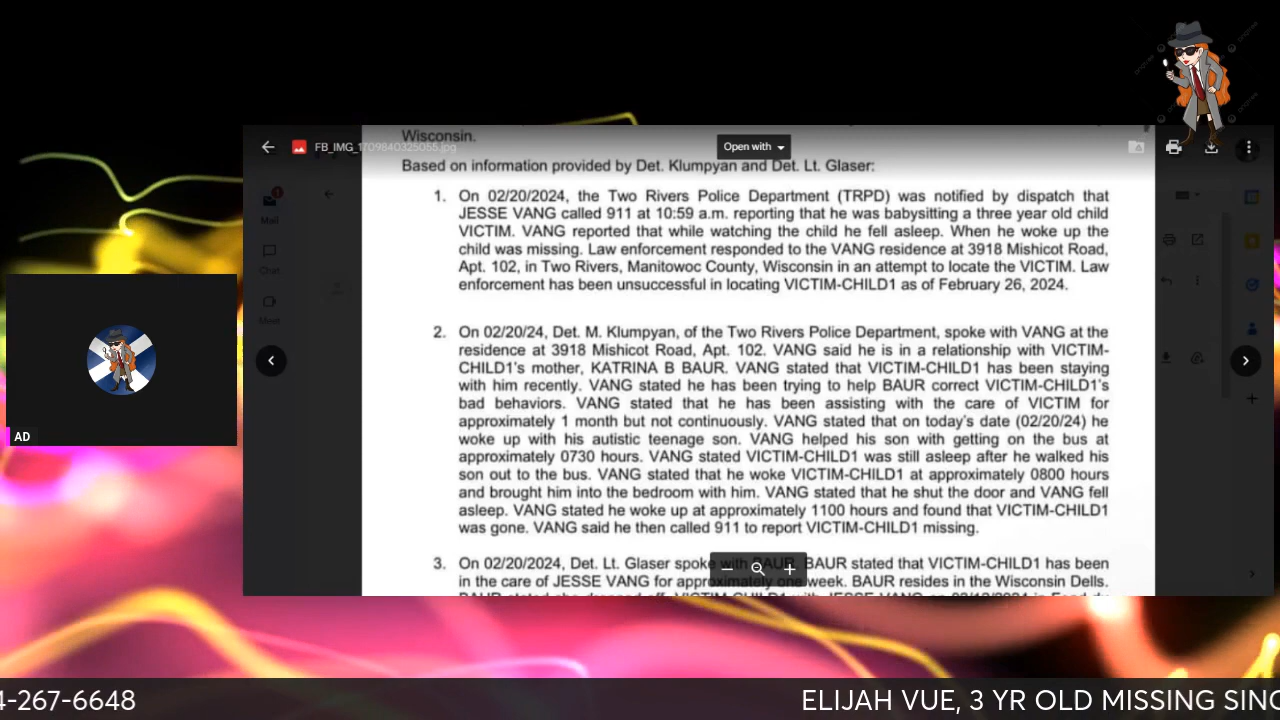 Wisconsin.
FB_IMG_1709840325055.jpg
Open with
Based on information provided by Det. Klumpyan and Det. Lt. Glaser:
1. On 02/20/2024, the Two Rivers Police Department (TRPD) was notified by dispatch that
JESSE VANG called 911 at 10:59 a.m. reporting that he was babysitting a three year old child
VICTIM. VANG reported that while watching the child he fell asleep. When he woke up the
child was missing. Law enforcement responded to the VANG residence at 3918 Mishicot Road,
Apt. 102, in Two Rivers, Manitowoc County, Wisconsin in an attempt to locate the VICTIM. Law
enforcement has been unsuccessful in locating VICTIM-CHILD1 as of February 26, 2024.
2. On 02/20/24, Det. M. Klumpyan, of the Two Rivers Police Department, spoke with VANG at the
residence at 3918 Mishicot Road, Apt. 102. VANG said he is in a relationship with VICTIM-
CHILD1's mother, KATRINA B BAUR. VANG stated that VICTIM-CHILD1 has been staying
with him recently. VANG stated he has been trying to help BAUR correct VICTIM-CHILD1's
bad behaviors. VANG stated that he has been assisting with the care of VICTIM for
approximately 1 month but not continuously. VANG stated that on today's date (02/20/24) he
woke up with his autistic teenage son. VANG helped his son with getting on the bus at
approximately 0730 hours. VANG stated VICTIM-CHILD1 was still asleep after he walked his
son out to the bus. VANG stated that he woke VICTIM-CHILD1 at approximately 0800 hours
and brought him into the bedroom with him. VANG stated that he shut the door and VANG fell
asleep. VANG stated he woke up at approximately 1100 hours and found that VICTIM-CHILD1
was gone. VANG said he then called 911 to report VICTIM-CHILD1 missing.
3. On 02/20/2024, Det. Lt. Glaser spoke with BAUR. BAUR stated that VICTIM-CHILD1 has been
in the care of JESSE VANG for approximately one week. BAUR resides in the Wisconsin Dells.
Mail
Chat
Meet
AD
4-267-6648
ELIJAH VUE, 3 YR OLD MISSING SINC